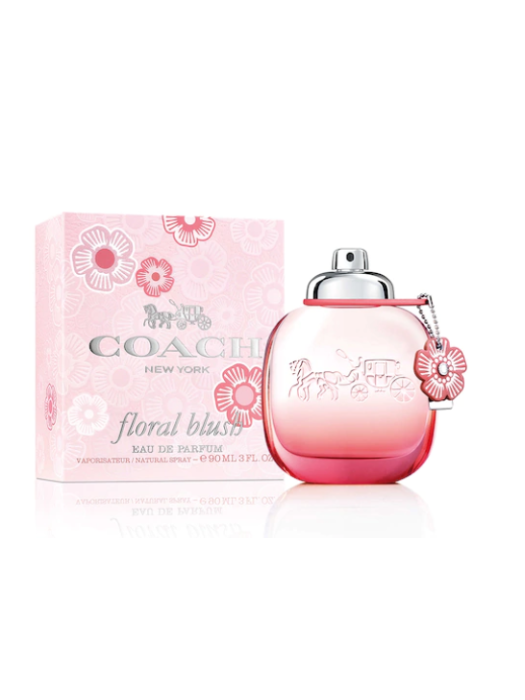 COACH
NEW YORK
floral blush
EAU DE PARFUM
VAPORISATEUR / NATURAL SPRAY – ℮ 90 ML 3 FL. OZ